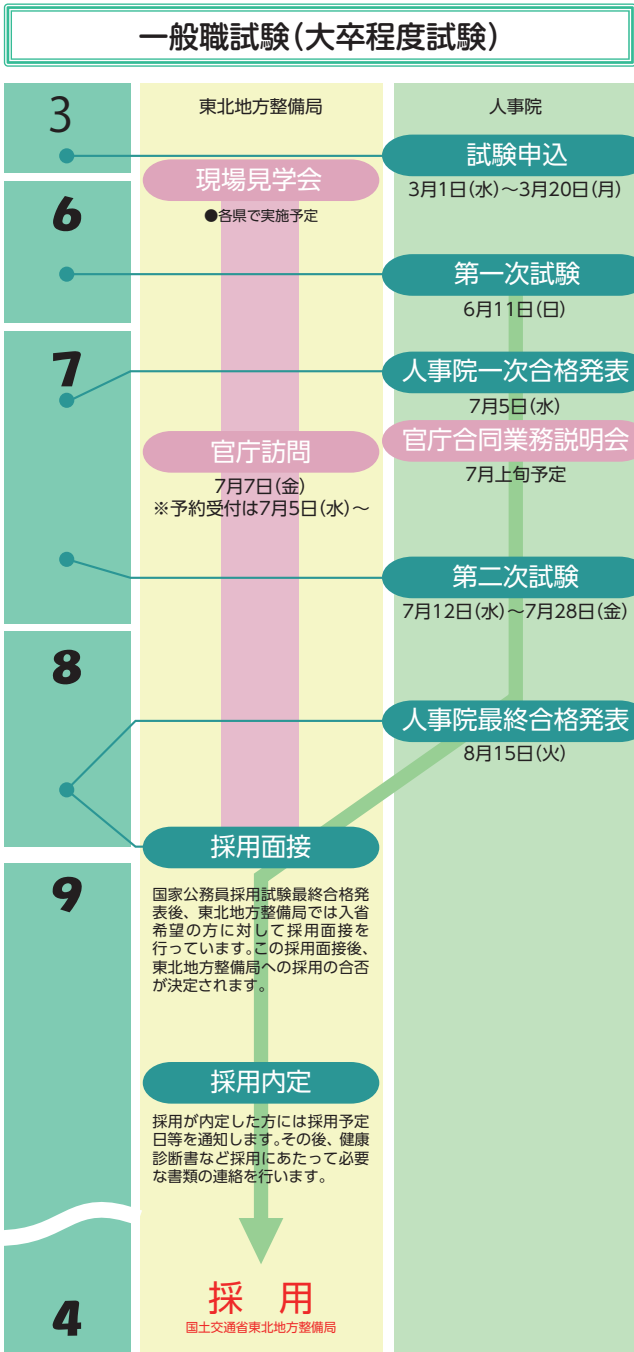 一般職試験(大卒程度試験)
3
東北地方整備局
人事院
試験申込
3月1日(水)～3月20日(月)
現場見学会
●各県で実施予定
6
第一次試験
6月11日(日)
7
人事院一次合格発表
7月5日(水)
官庁合同業務説明会
7月上旬予定
官庁訪問
7月7日(金)
※予約受付は7月5日(水)～
第二次試験
7月12日(水)～7月28日(金)
8
人事院最終合格発表
8月15日(火)
採用面接
9
国家公務員採用試験最終合格発
表後、東北地方整備局では入省
希望の方に対して採用面接を
行っています。この採用面接後、
東北地方整備局への採用の合否
が決定されます。
採用内定
採用が内定した方には採用予定
日等を通知します。その後、健康
診断書など採用にあたって必要
な書類の連絡を行います。
4
採 用
国土交通省東北地方整備局